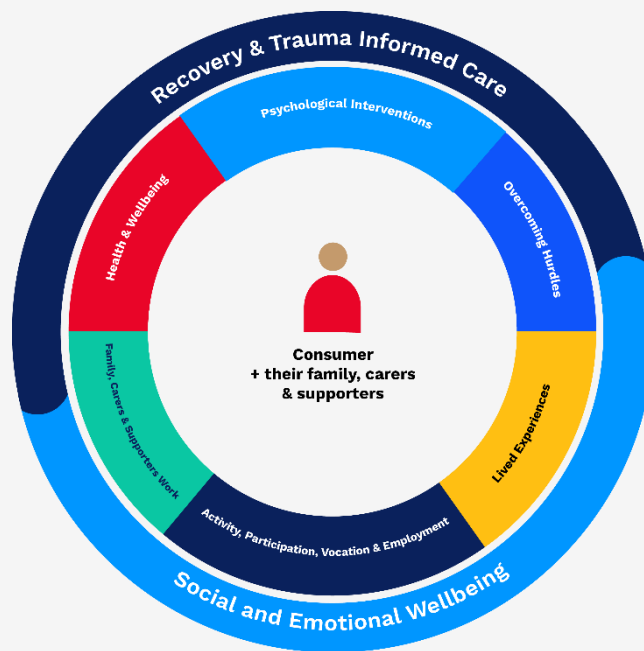 Recovery & Trauma Informed Care
Psychological Interventions
Health & Wellbeing
Overcoming Hurdles
Consumer
+ their family, carers
& supporters
Family, Carers & Supporters Work
Lived Experiences
Activity, Participation, Vocation & Employment
Social and Emotional Wellbeing